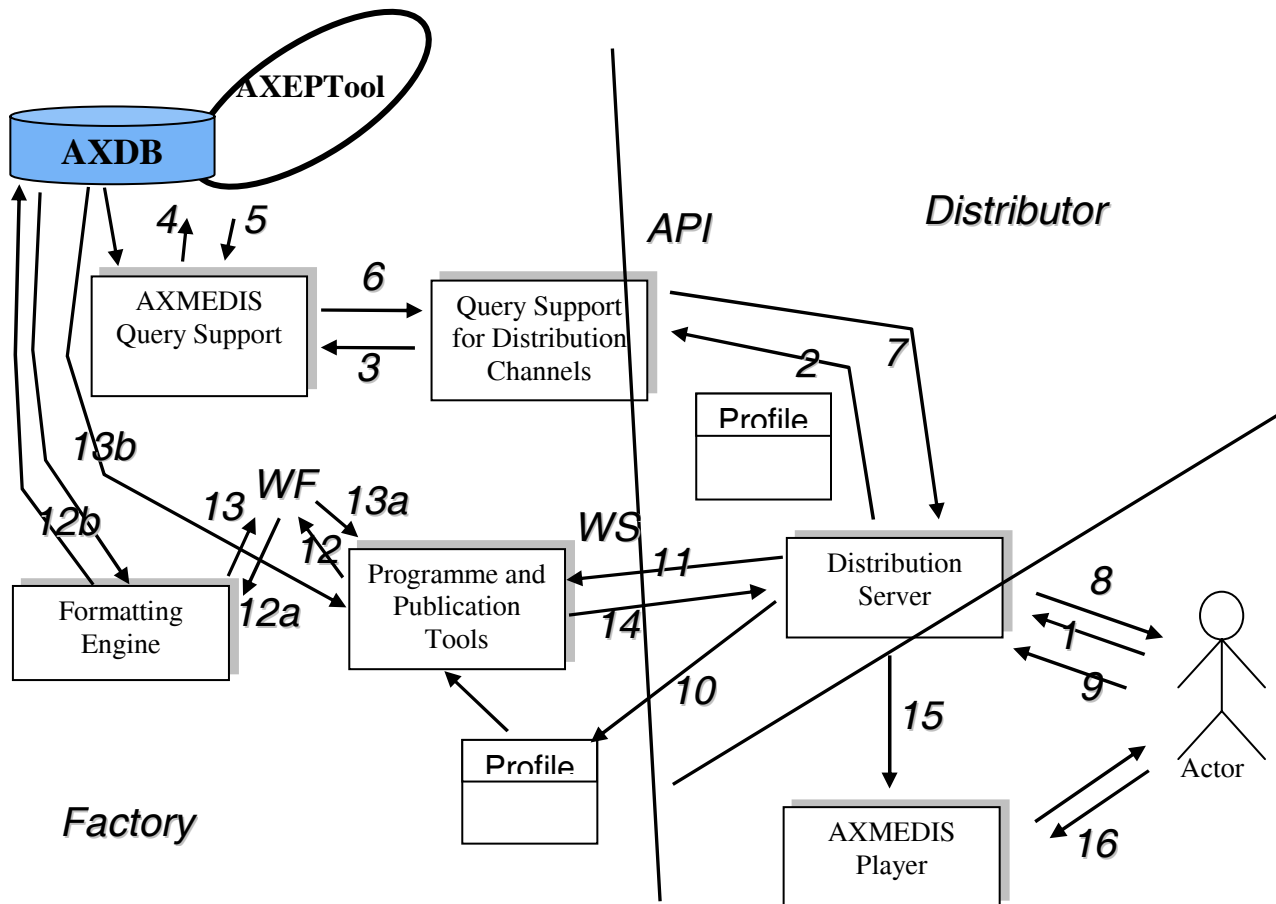 AXEPTool
AXDB
Distributor
API
4
5
6
AXMEDIS
Query Support
Query Support
for Distribution
Channels
3
2
7
Profile
13b
WF
13
13a
12b
12
12a
WS
11
Formatting
Engine
Programme and
Publication
Tools
14
Distribution
Server
8
1
9
10
15
Profile
Actor
Factory
AXMEDIS
Player
16